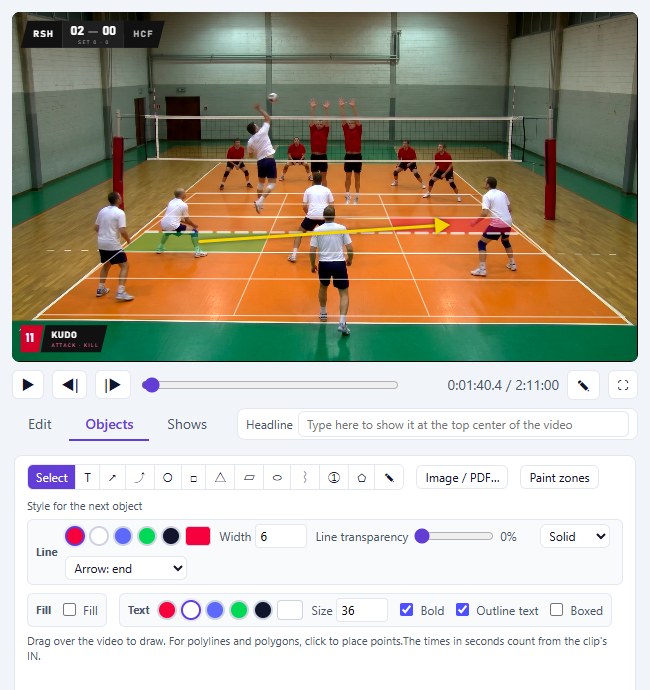 RSH 02 — 00 HCF
11 KUDO
ATTACK · KILL
0:01:40.4 / 2:11:00
Edit Objects Shows Headline Type here to show it at the top center of the video
Select T Image / PDF... Paint zones
Style for the next object
Line Width 6 Line transparency 0% Solid
Arrow: end
Fill Fill Text Size 36 Bold Outline text Boxed
Drag over the video to draw. For polylines and polygons, click to place points.The times in seconds count from the clip's
IN.